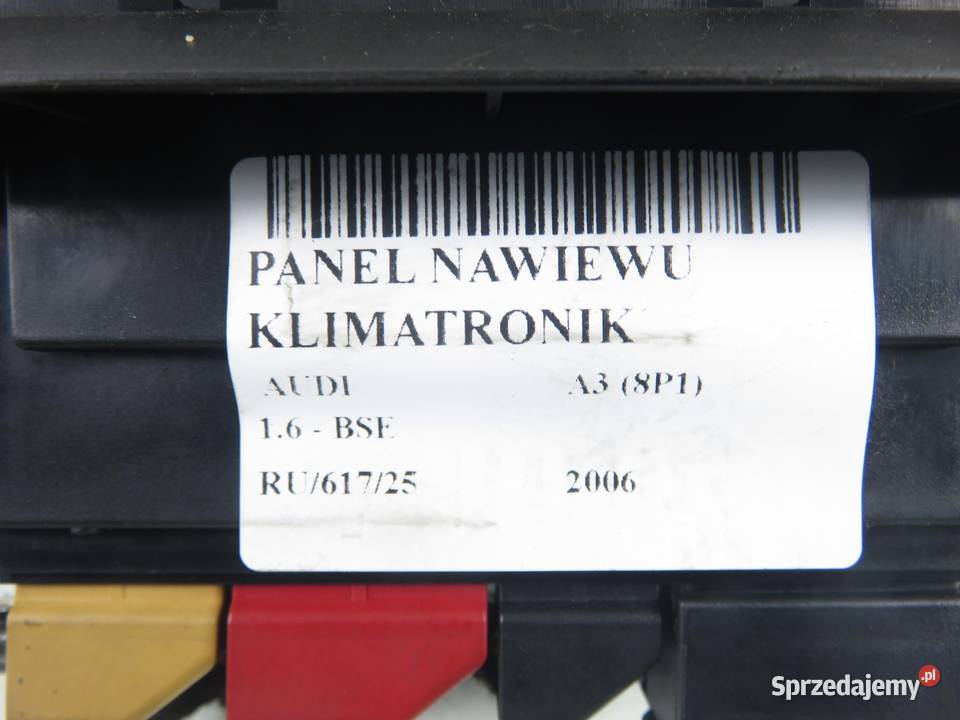 PANEL NAWIEWU
KLIMATRONIK
AUDI A3 (8P1)
1.6 - BSE
RU/617/25 2006
Sprzedajemy.pl